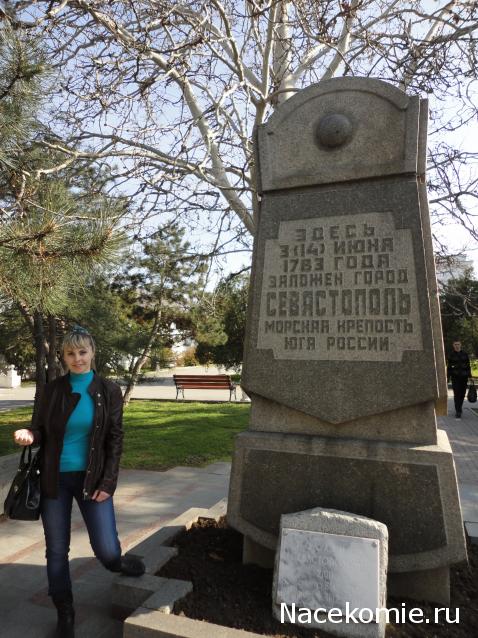 ЗДЕСЬ
3 (14) ИЮНЯ
1783 ГОДА
ЗАЛОЖЕН ГОРОД
СЕВАСТОПОЛЬ
МОРСКАЯ КРЕПОСТЬ
ЮГА РОССИИ
Nacekomie.ru